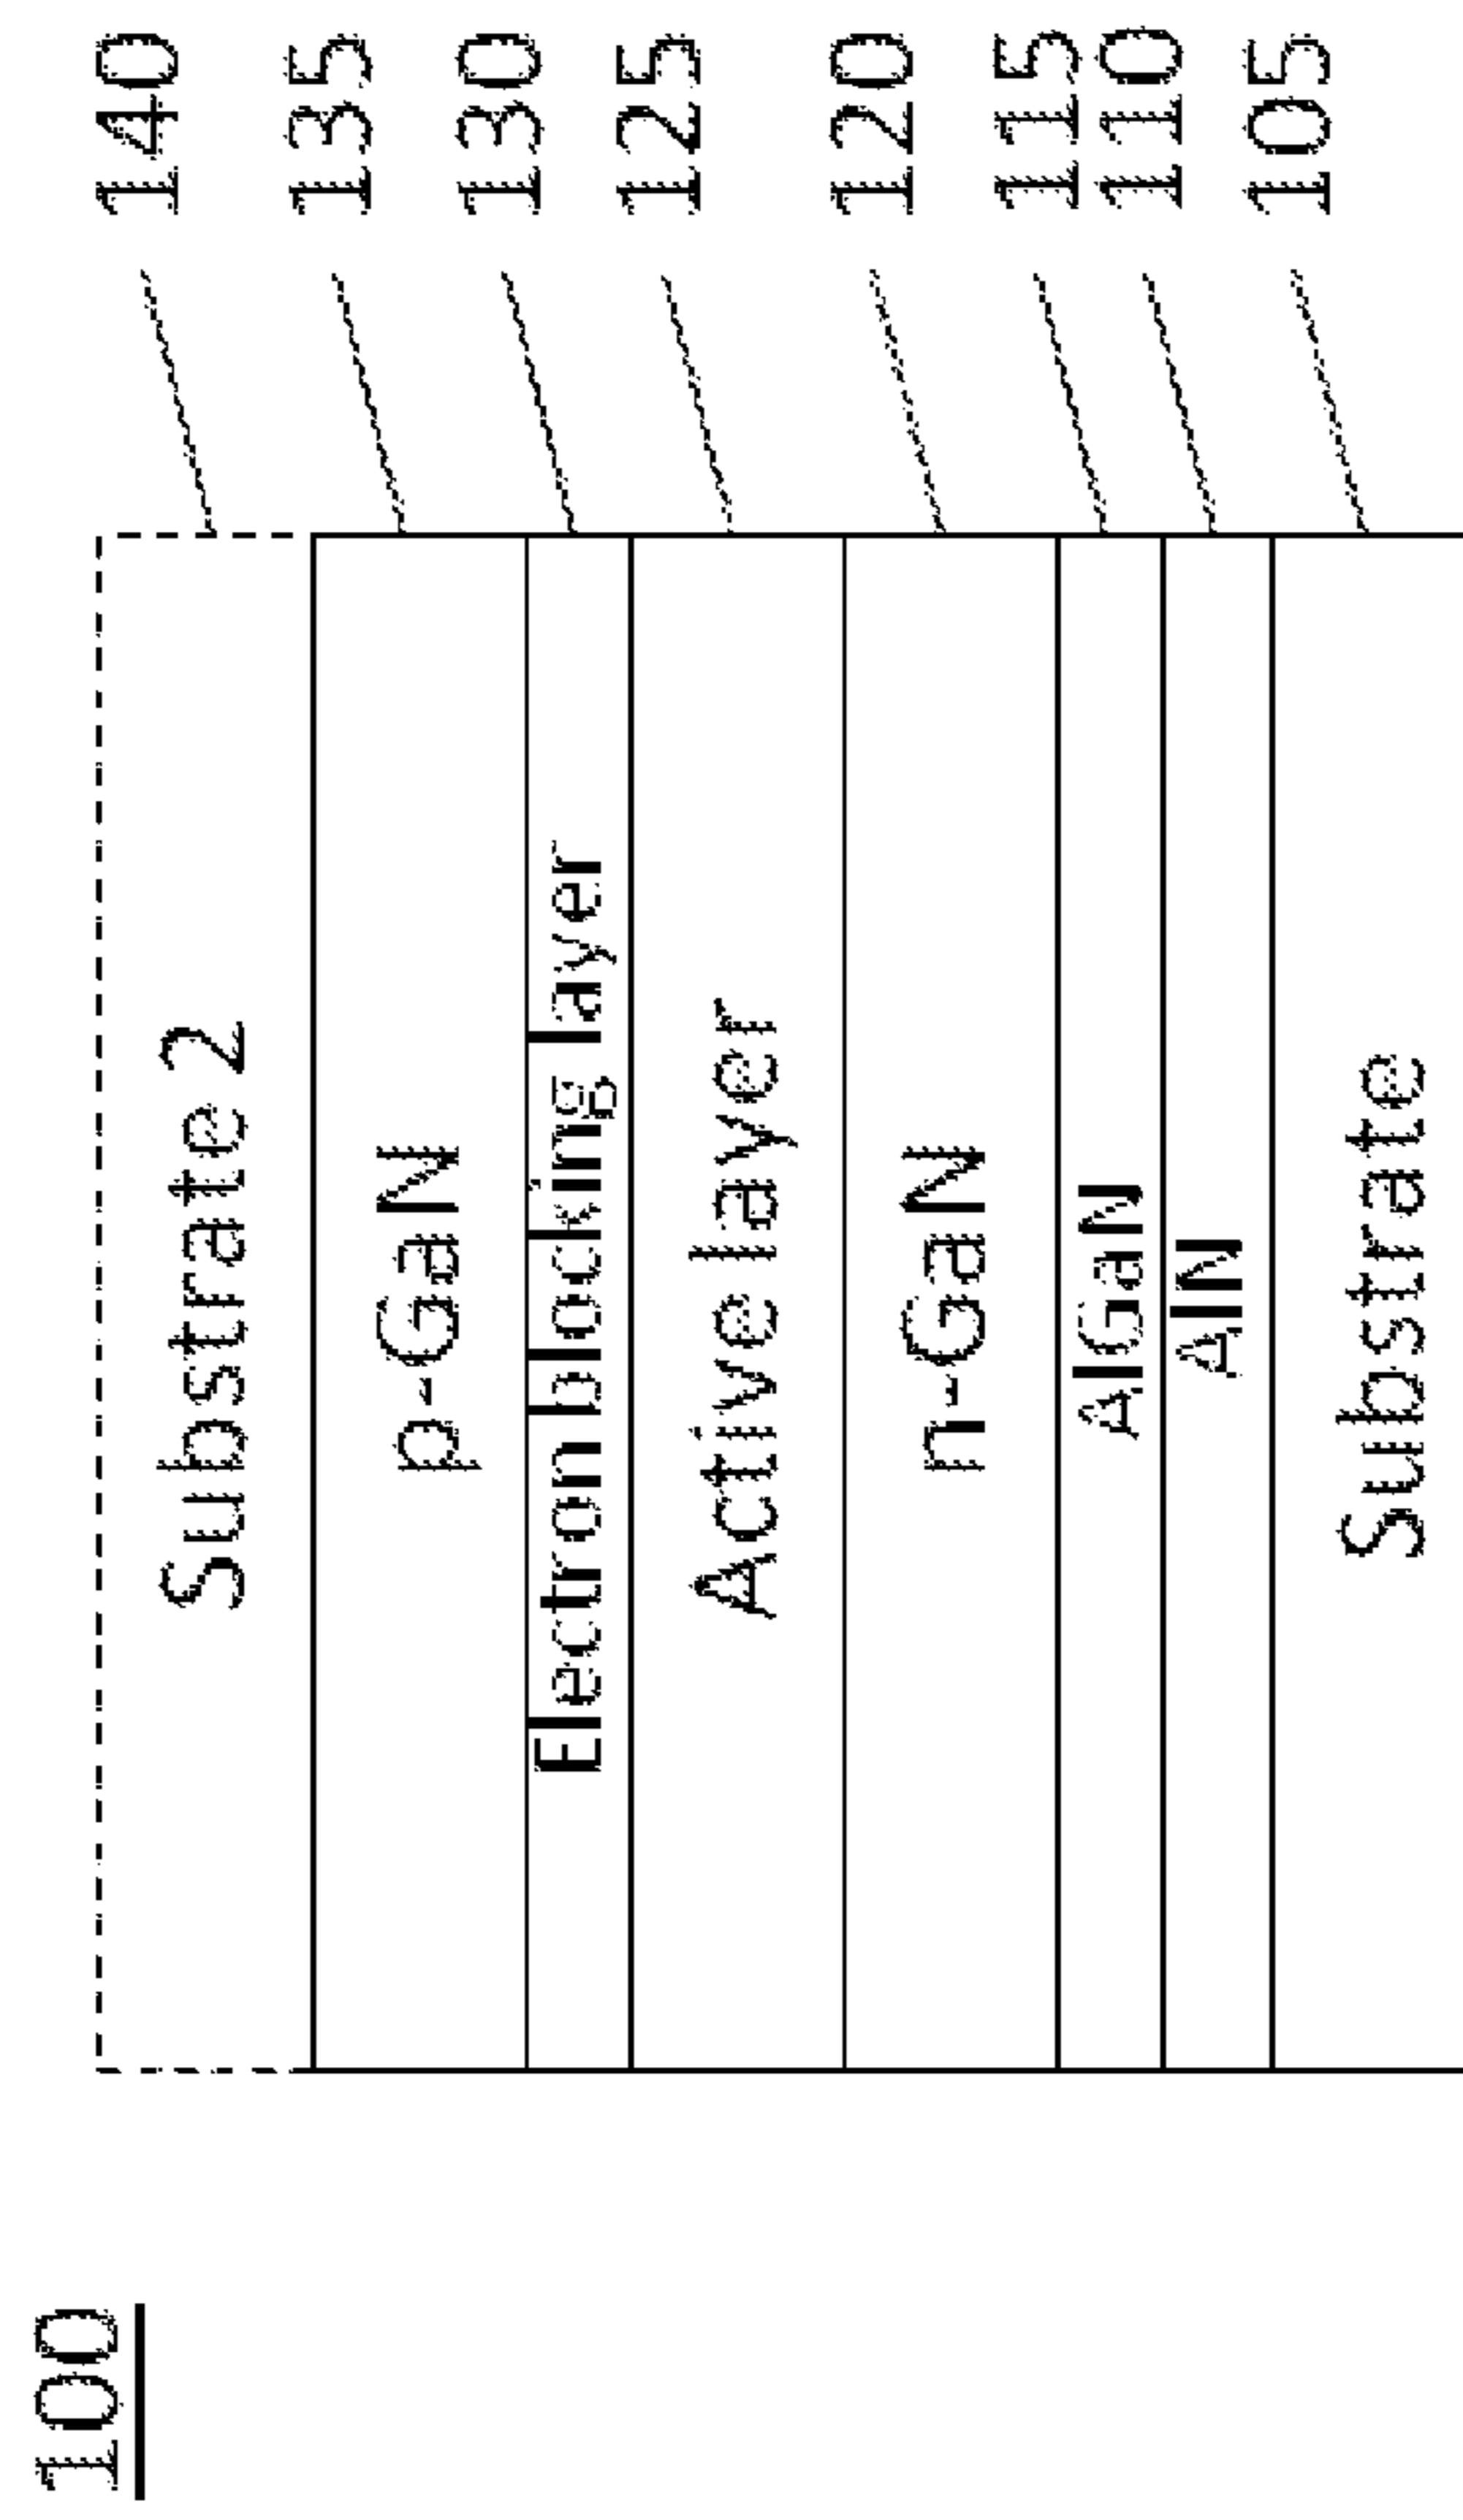 100
Substrate 2 140
p-GaN 135
Electron blocking layer 130
Active layer 125
n-GaN 120
AlGaN 115
AlN 110
Substrate 105